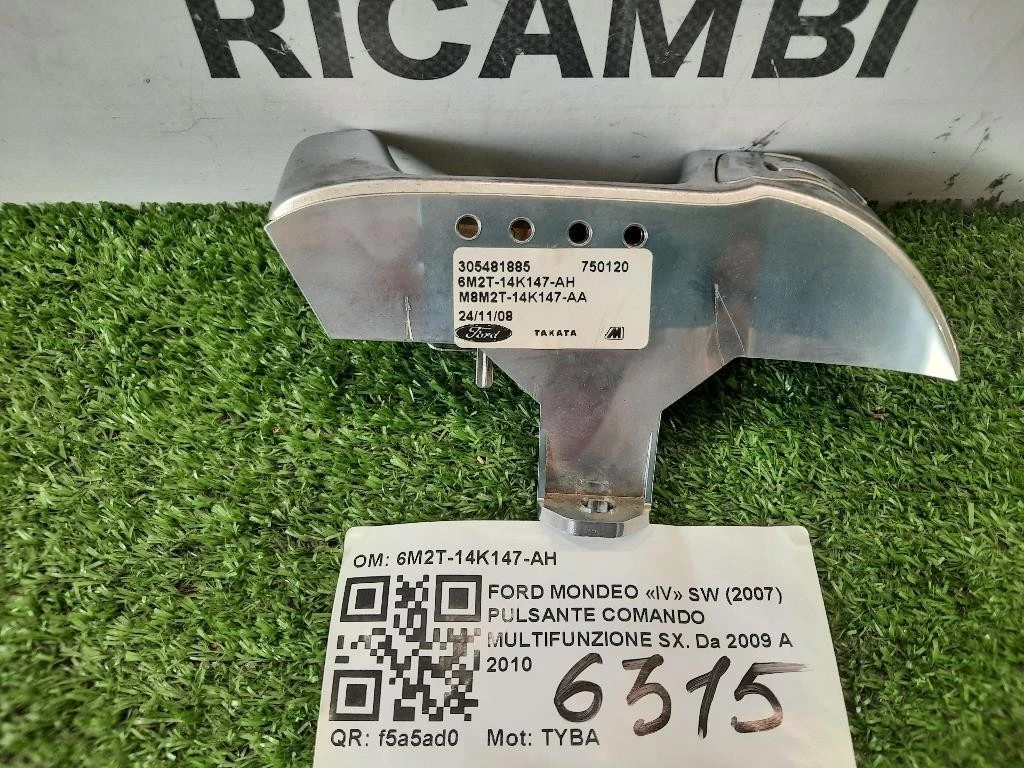 RICAMBI
305481885 750120
6M2T-14K147-AH
M8M2T-14K147-AA
24/11/08
Ford TAKATA M
OM: 6M2T-14K147-AH
FORD MONDEO «IV» SW (2007)
PULSANTE COMANDO
MULTIFUNZIONE SX. Da 2009 A
2010
6315
QR: f5a5ad0 Mot: TYBA